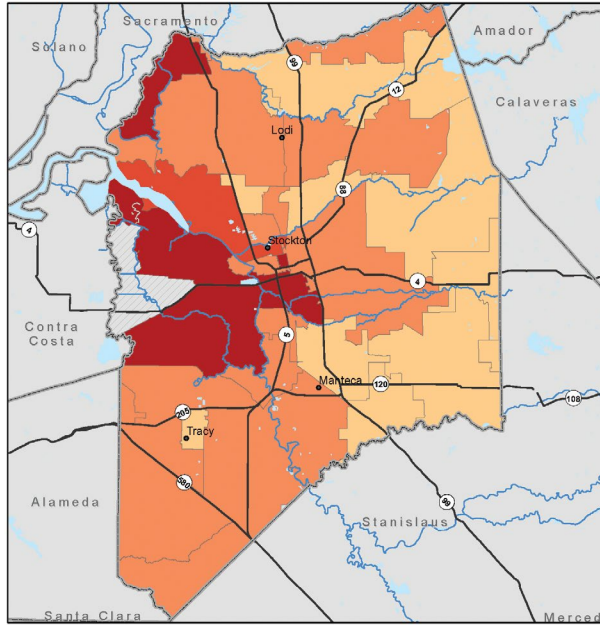 Sacramento
Solano
Amador
99
12
Calaveras
Lodi
88
4
Stockton
4
5
Contra
Costa
Manteca
120
108
205
Tracy
580
99
Alameda
Stanislaus
Santa Clara
Merced